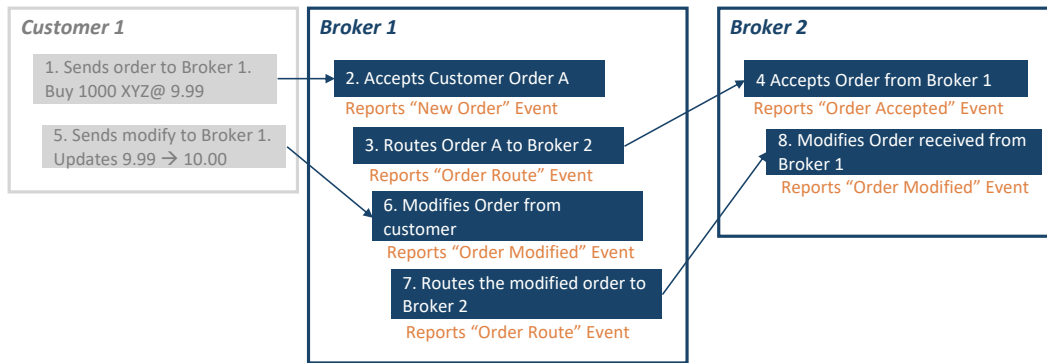 Customer 1
1. Sends order to Broker 1.
Buy 1000 XYZ@ 9.99
5. Sends modify to Broker 1.
Updates 9.99 → 10.00
Broker 1
2. Accepts Customer Order A
Reports “New Order” Event
3. Routes Order A to Broker 2
Reports “Order Route” Event
6. Modifies Order from
customer
Reports “Order Modified” Event
7. Routes the modified order to
Broker 2
Reports “Order Route” Event
Broker 2
4 Accepts Order from Broker 1
Reports “Order Accepted” Event
8. Modifies Order received from
Broker 1
Reports “Order Modified” Event